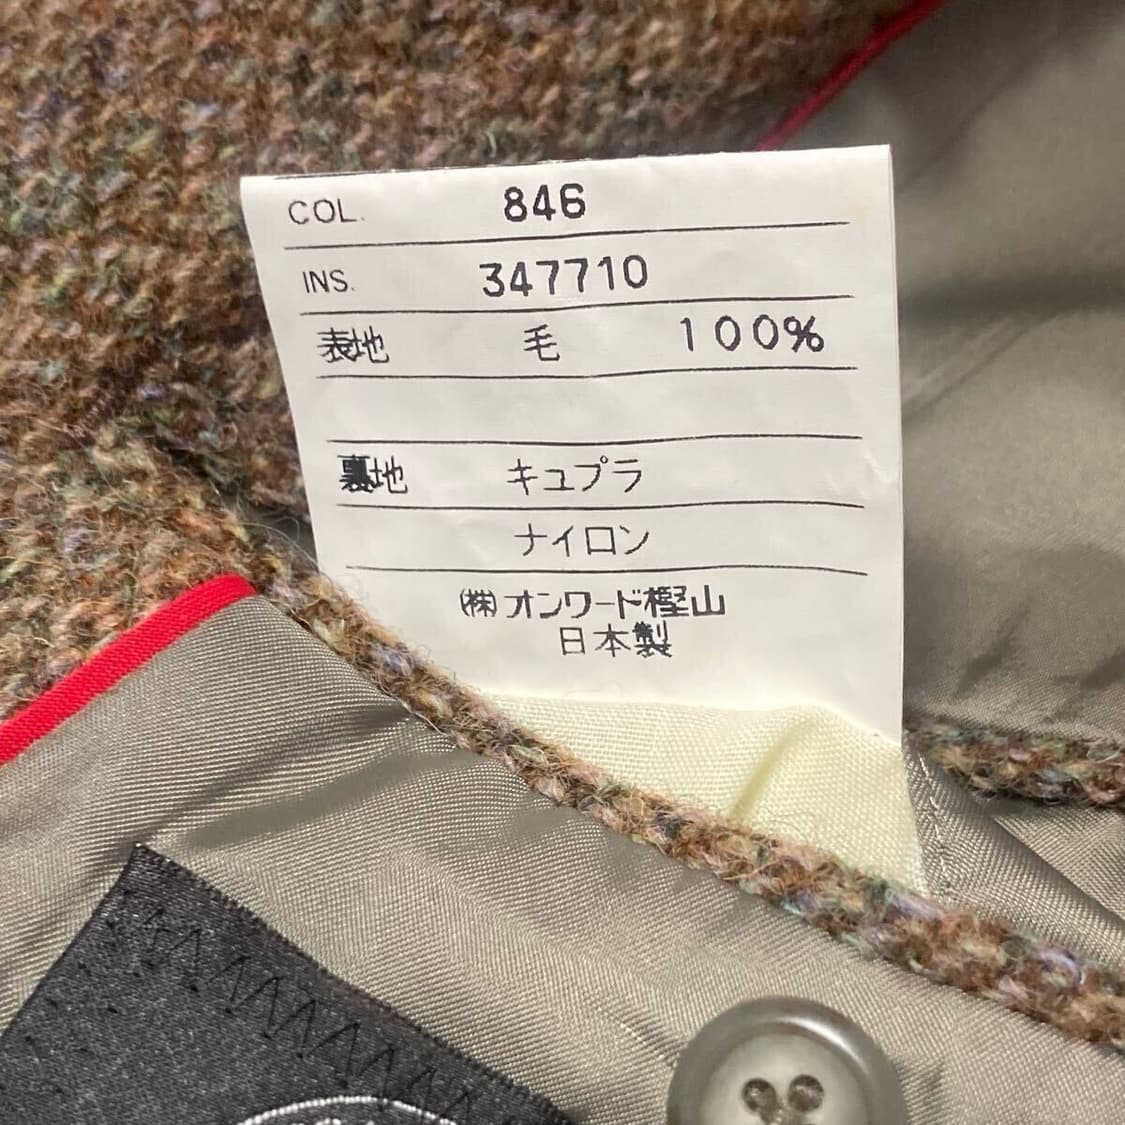 COL. 846
INS. 347710
表地 毛 100%
裏地 キュプラ
ナイロン
㈱オンワード樫山
日本製